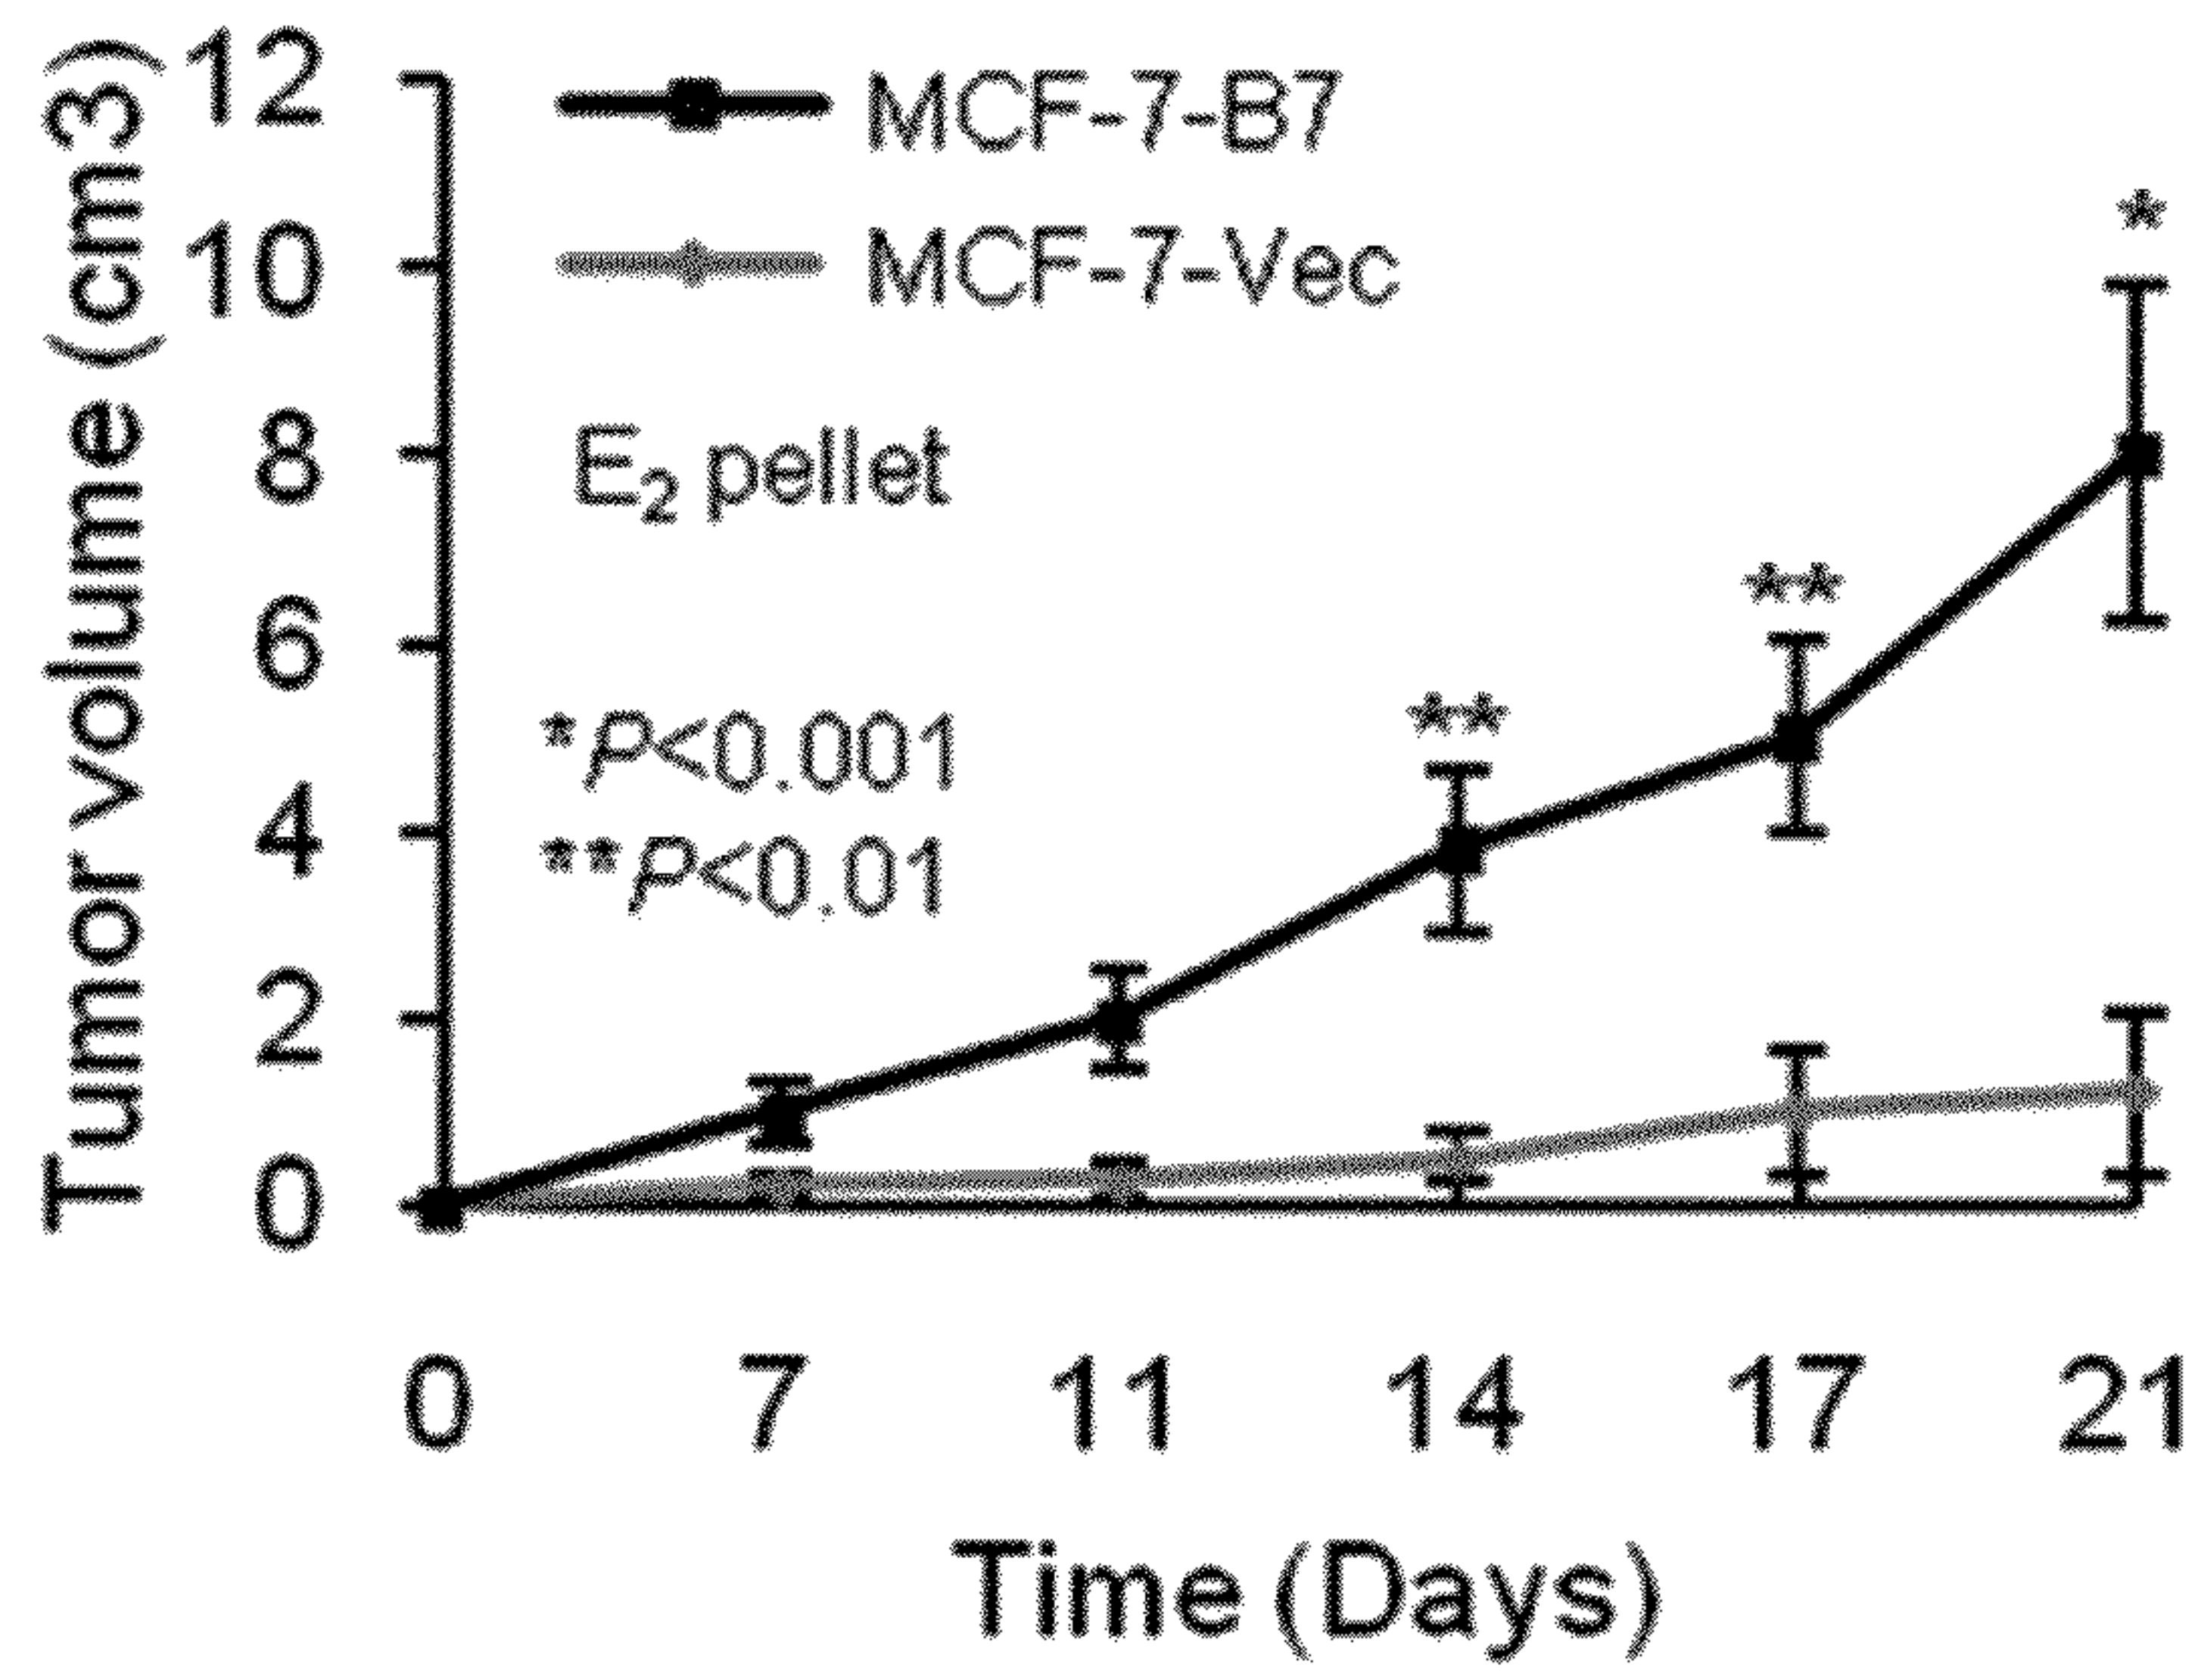 Tumor volume (cm3)
12
10
8
6
4
2
0
MCF-7-B7
MCF-7-Vec
E₂ pellet
*P<0.001
**P<0.01
**
**
*
0 7 11 14 17 21
Time (Days)